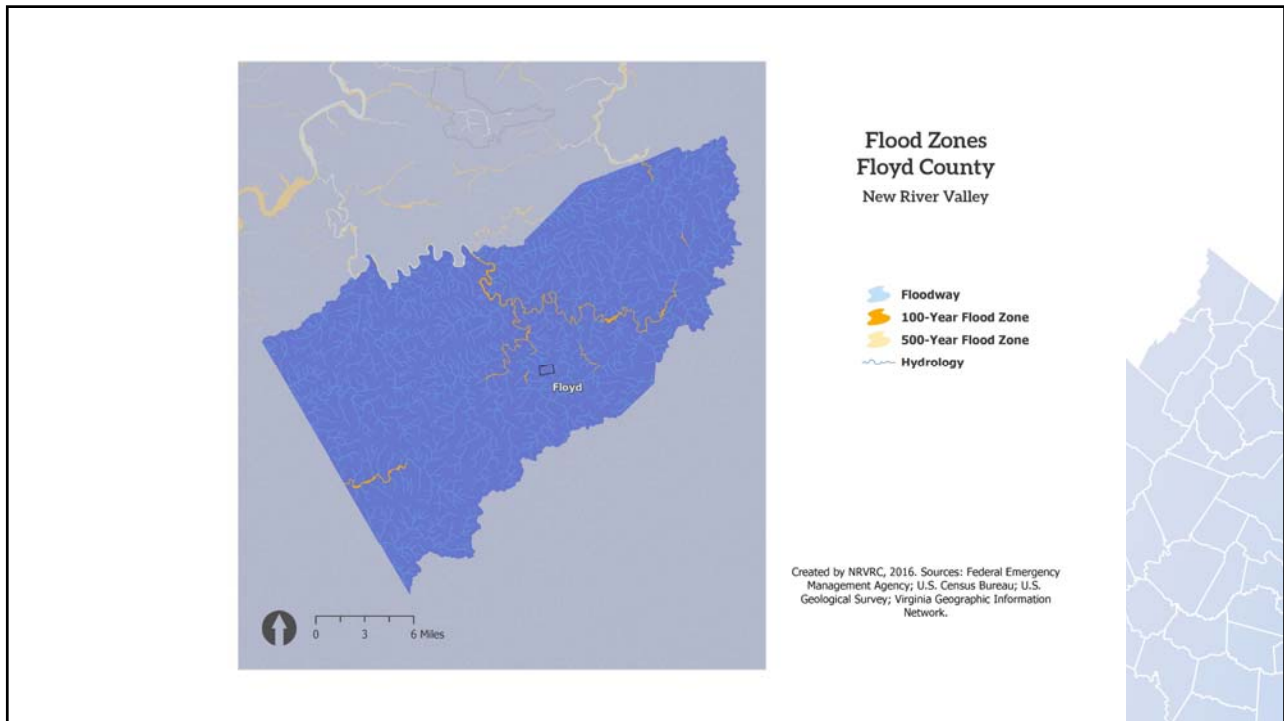 Flood Zones
Floyd County
New River Valley
Floodway
100-Year Flood Zone
500-Year Flood Zone
Hydrology
Floyd
Created by NRVRC, 2016. Sources: Federal Emergency
Management Agency; U.S. Census Bureau; U.S.
Geological Survey; Virginia Geographic Information
Network.
0 3 6 Miles